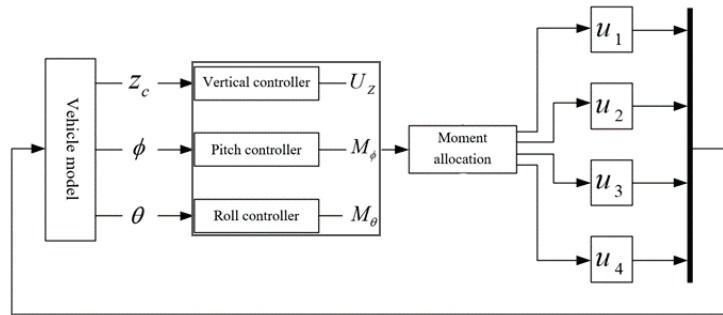 Vehicle model
z_c
ϕ
θ
Vertical controller
U_Z
Pitch controller
M_ϕ
Roll controller
M_θ
Moment
allocation
u_1
u_2
u_3
u_4